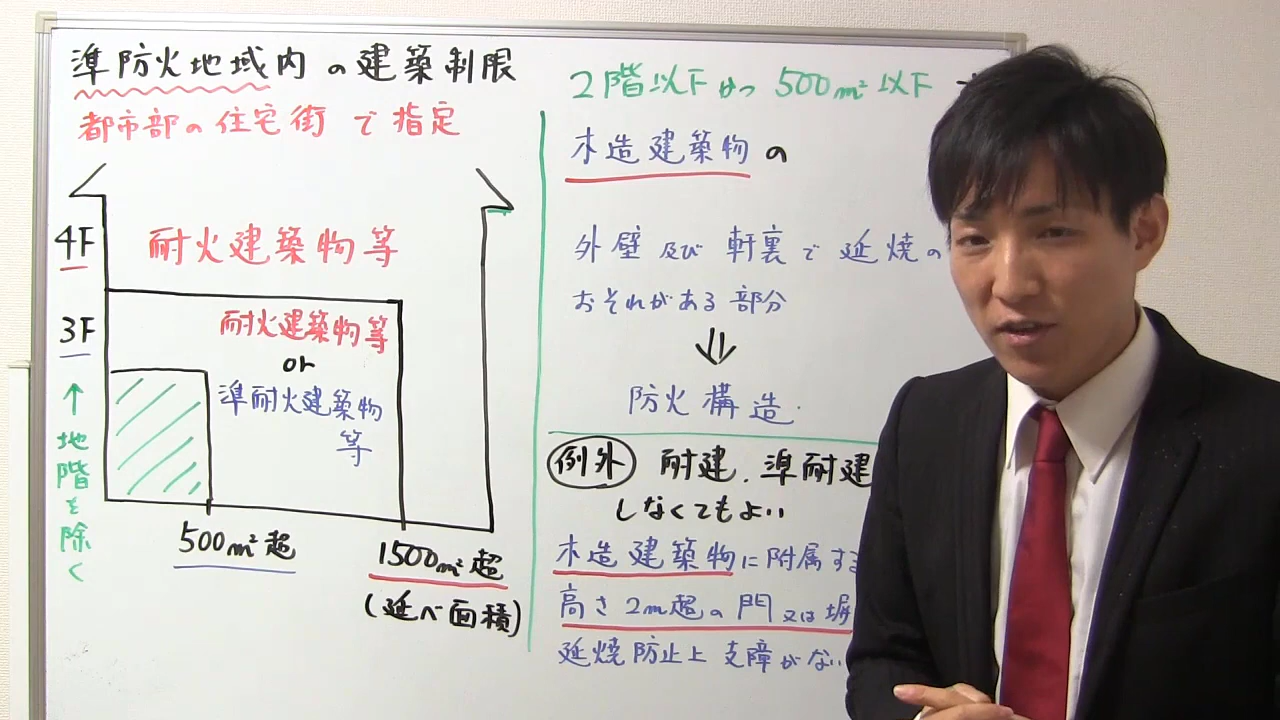 準防火地域内の建築制限
都市部の住宅街で指定
4F
耐火建築物等
3F
耐火建築物等
or
準耐火建築物
等
↑地階を除く
500m²超
1500m²超
(延べ面積)
2階以下かつ500m²以下
木造建築物の
外壁及び軒裏で延焼の
おそれがある部分
⇓
防火構造.
例外 耐建.準耐建
しなくてもよい
木造建築物に附属す
高さ2m超の門又は塀
延焼防止上支障がない